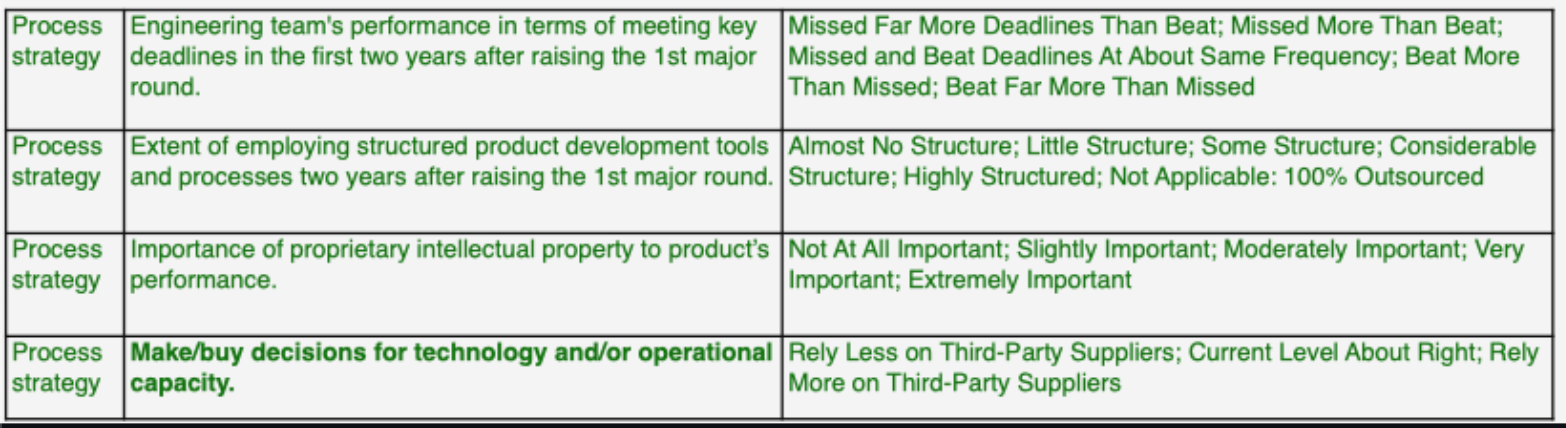 Process
strategy
Engineering team's performance in terms of meeting key
deadlines in the first two years after raising the 1st major
round.
Missed Far More Deadlines Than Beat; Missed More Than Beat;
Missed and Beat Deadlines At About Same Frequency; Beat More
Than Missed; Beat Far More Than Missed
Process
strategy
Extent of employing structured product development tools
and processes two years after raising the 1st major round.
Almost No Structure; Little Structure; Some Structure; Considerable
Structure; Highly Structured; Not Applicable: 100% Outsourced
Process
strategy
Importance of proprietary intellectual property to product’s
performance.
Not At All Important; Slightly Important; Moderately Important; Very
Important; Extremely Important
Process
strategy
Make/buy decisions for technology and/or operational
capacity.
Rely Less on Third-Party Suppliers; Current Level About Right; Rely
More on Third-Party Suppliers